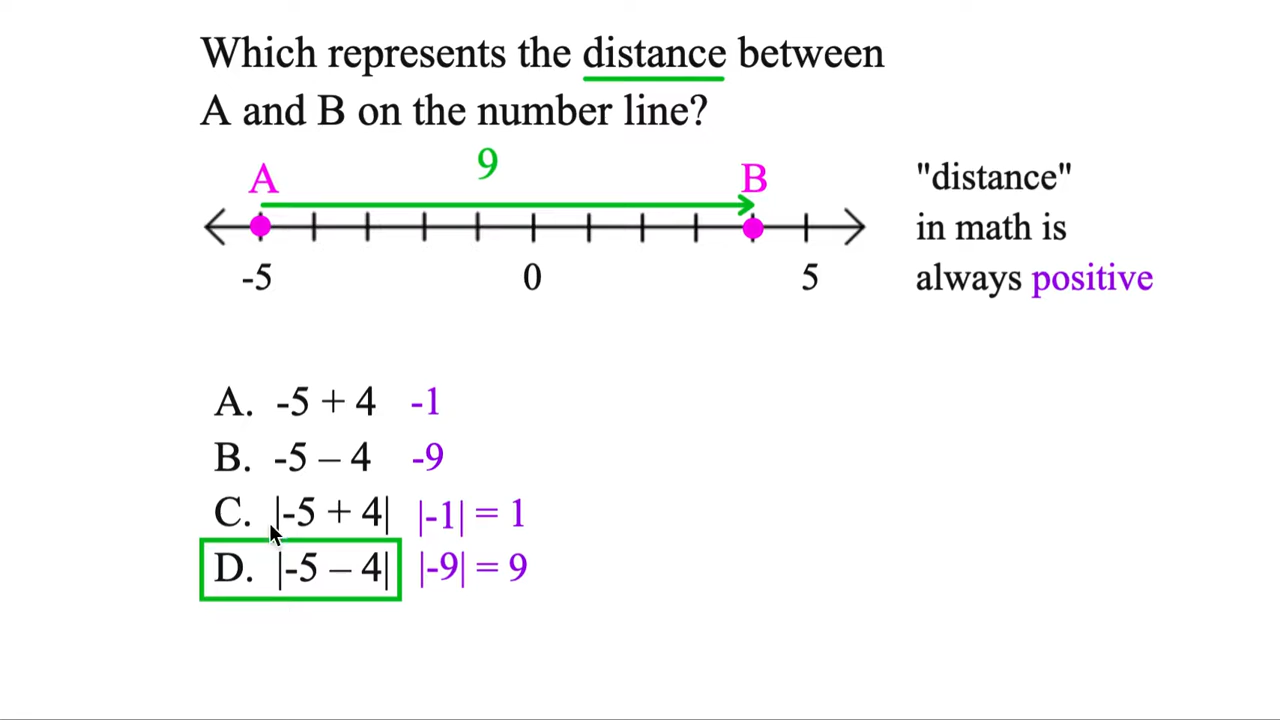 Which represents the distance between
A and B on the number line?
9
A B
"distance"
in math is
always positive
-5 0 5
A. -5 + 4 -1
B. -5 – 4 -9
C. |-5 + 4| |-1| = 1
D. |-5 – 4| |-9| = 9